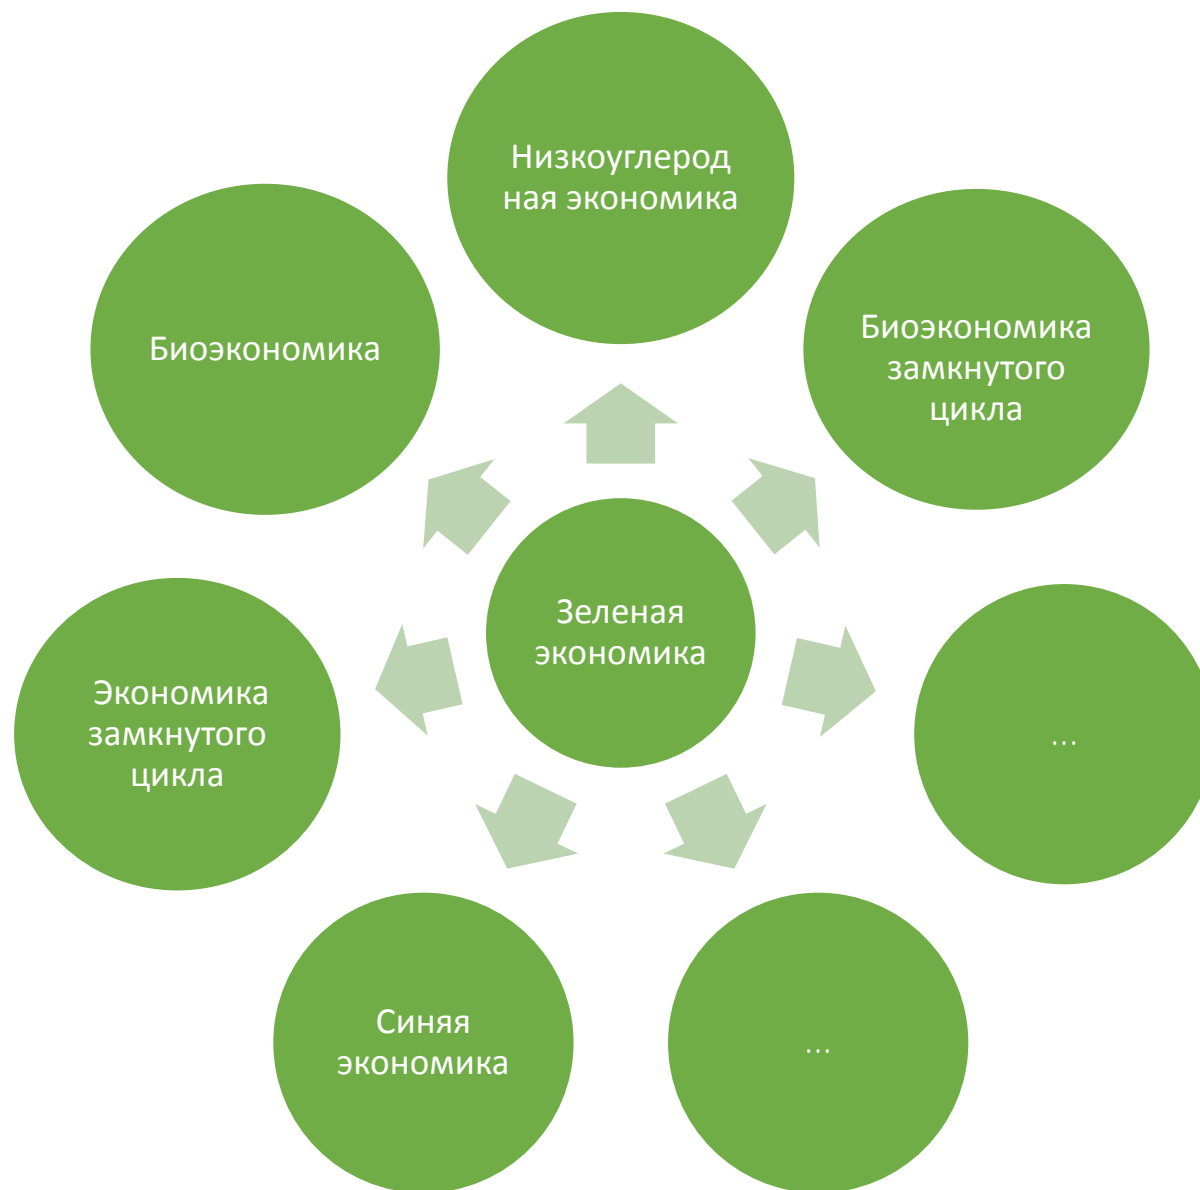 Низкоуглерод
ная экономика
Биоэкономика
замкнутого
цикла
Биоэкономика
Зеленая
экономика
Экономика
замкнутого
цикла
...
Синяя
экономика
...